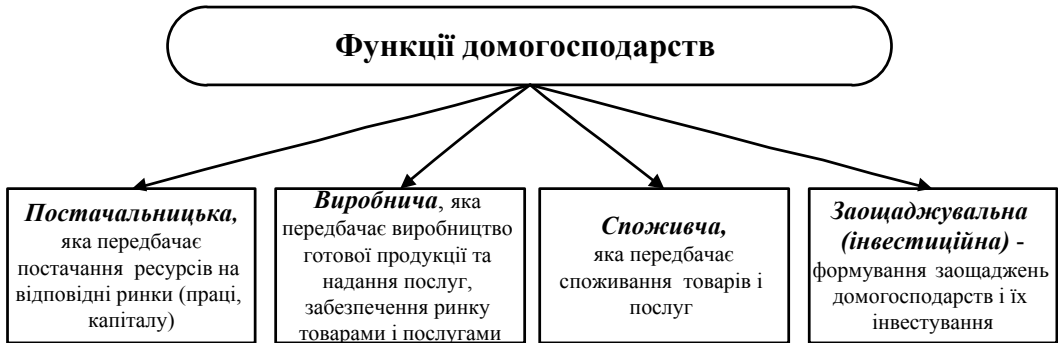 Функції домогосподарств
Постачальницька,
яка передбачає
постачання ресурсів на
відповідні ринки (праці,
капіталу)
Виробнича, яка
передбачає виробництво
готової продукції та
надання послуг,
забезпечення ринку
товарами і послугами
Споживча,
яка передбачає
споживання товарів і
послуг
Заощаджувальна
(інвестиційна) -
формування заощаджень
домогосподарств і їх
інвестування